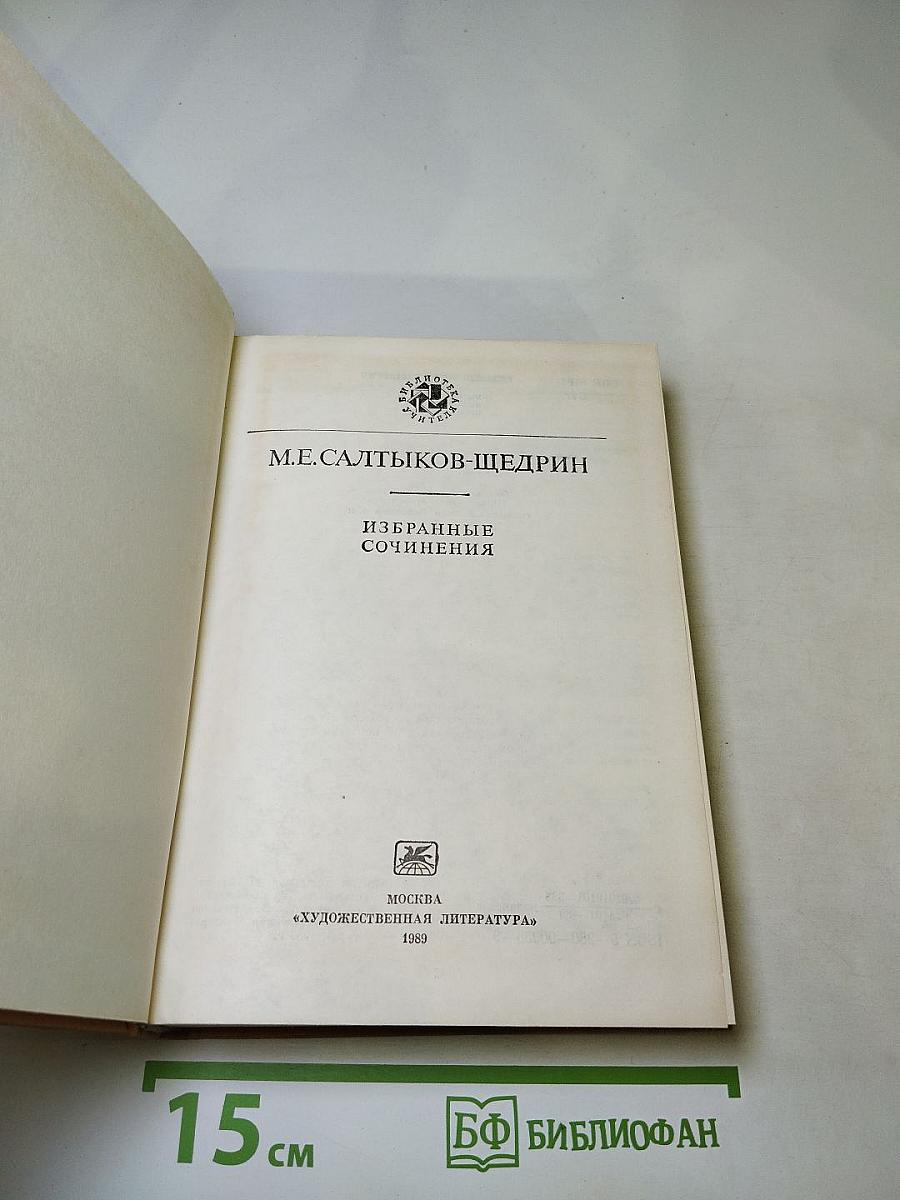 БИБЛИОТЕКА УЧИТЕЛЯ
М.Е.САЛТЫКОВ-ЩЕДРИН
ИЗБРАННЫЕ
СОЧИНЕНИЯ
МОСКВА
«ХУДОЖЕСТВЕННАЯ ЛИТЕРАТУРА»
1989
15 см
БФ БИБЛИОФАН